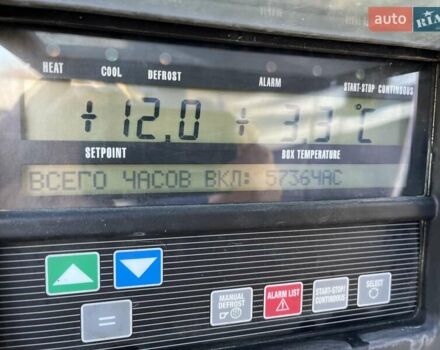 auto RIA
HEAT COOL DEFROST ALARM START-STOP CONTINUOUS
+12.0 + 3.3 °C
SETPOINT BOX TEMPERATURE
ВСЕГО ЧАСОВ ВКЛ: 57364ЧАС
=
MANUAL DEFROST
ALARM LIST
START-STOP/ CONTINUOUS
SELECT